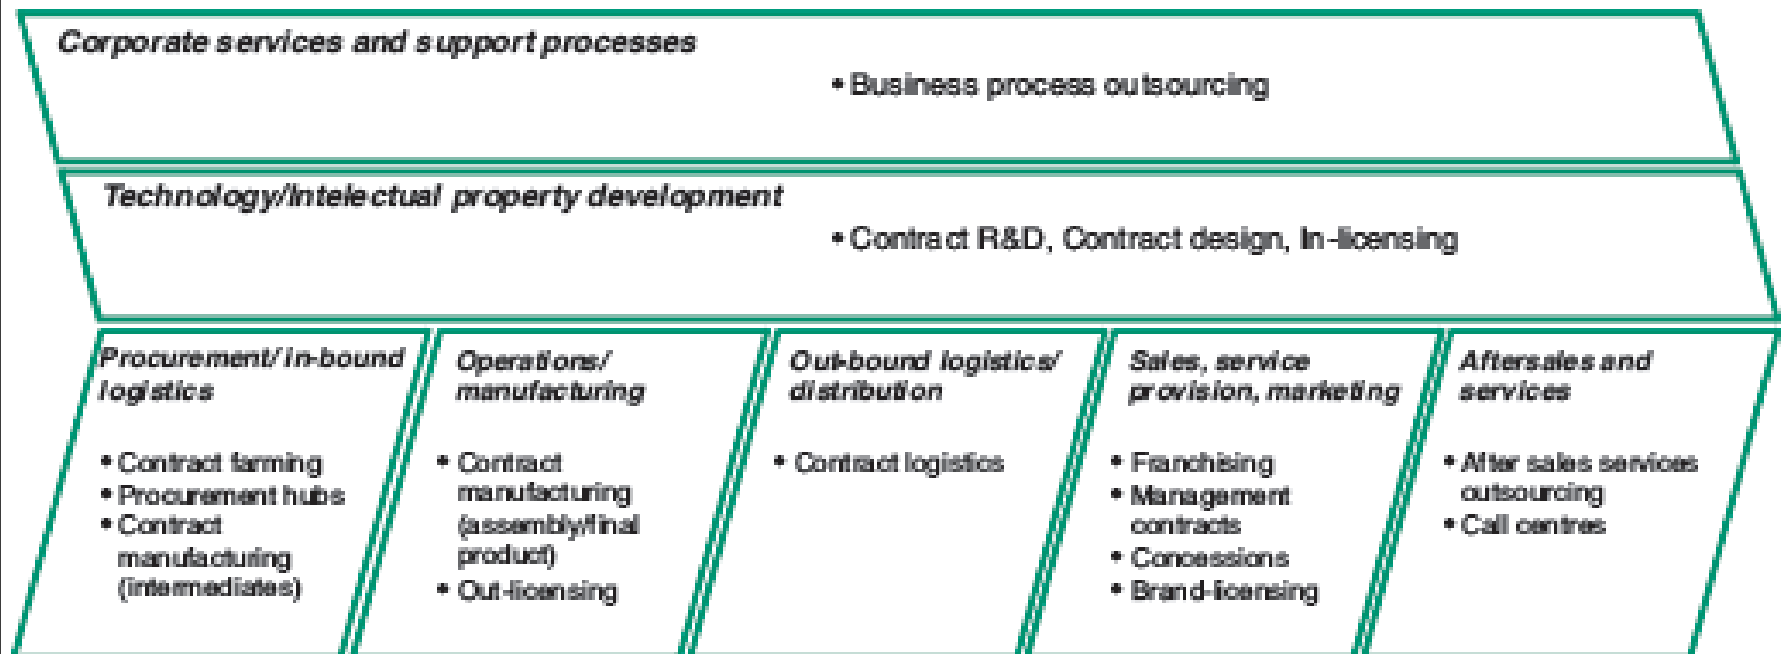 Corporate services and support processes
• Business process outsourcing
Technology/Intelectual property development
• Contract R&D, Contract design, In-licensing
Procurement/ in-bound
logistics
• Contract farming
• Procurement hubs
• Contract
manufacturing
(intermediates)
Operations/
manufacturing
• Contract
manufacturing
(assembly/final
product)
• Out-licensing
Out-bound logistics/
distribution
• Contract logistics
Sales, service
provision, marketing
• Franchising
• Management
contracts
• Concessions
• Brand-licensing
Aftersales and
services
• After sales services
outsourcing
• Call centres